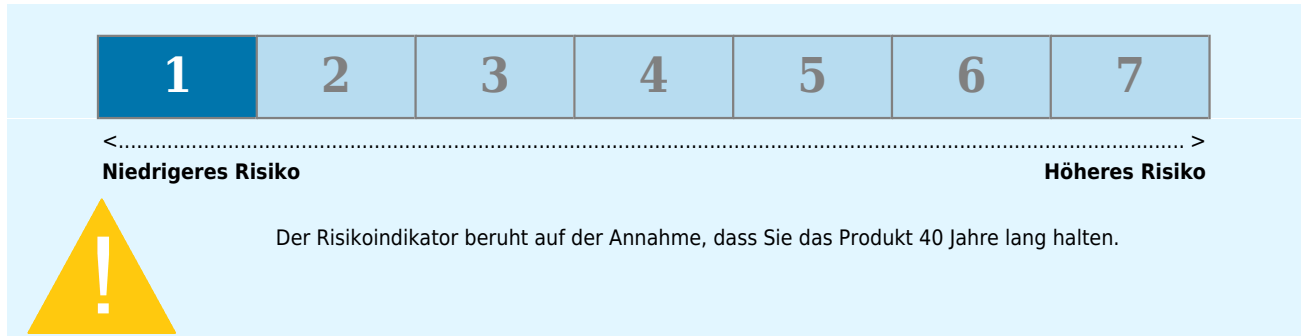 1 2 3 4 5 6 7
<........................................................................................................................................................................ >
Niedrigeres Risiko Höheres Risiko
Der Risikoindikator beruht auf der Annahme, dass Sie das Produkt 40 Jahre lang halten.
!